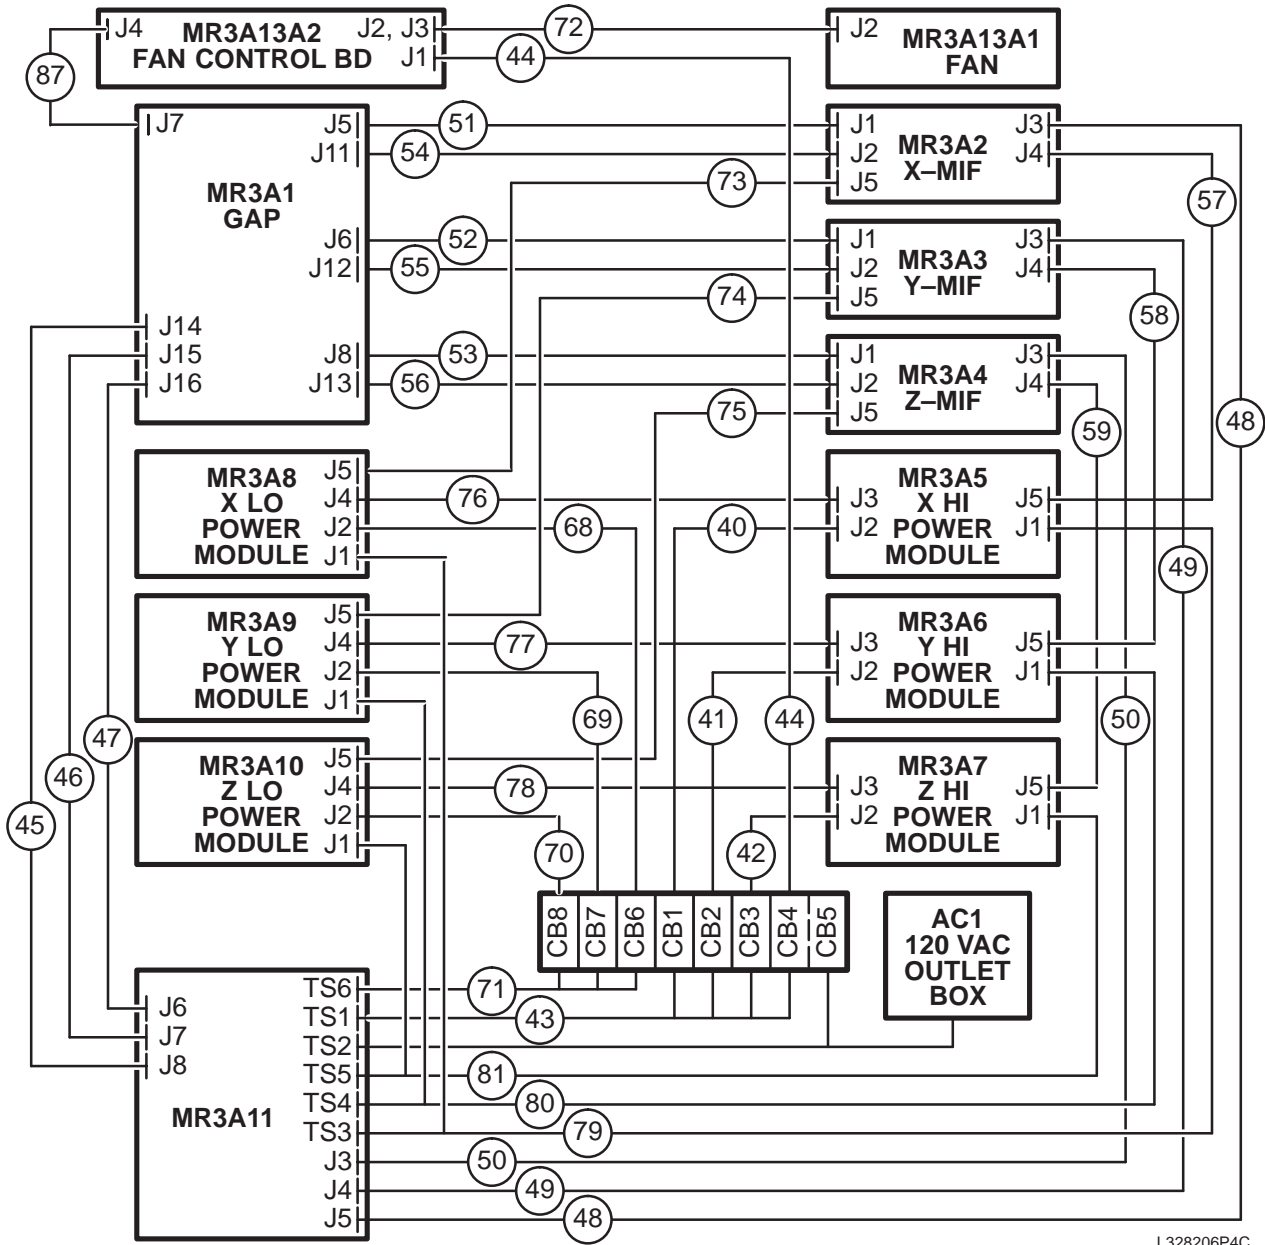 J4 MR3A13A2 J2, J3
FAN CONTROL BD J1
72
44
J2 MR3A13A1
FAN
87
J7
J5
J11
MR3A1
GAP
J6
J12
J14
J15
J16
J8
J13
51
54
73
52
55
74
53
56
75
J1
J2
J5
MR3A2
X–MIF
J3
J4
57
J1
J2
J5
MR3A3
Y–MIF
J3
J4
58
J1
J2
J5
MR3A4
Z–MIF
J3
J4
59
48
MR3A8
X LO
POWER
MODULE
J5
J4
J2
J1
76
68
40
J3
J2
MR3A5
X HI
POWER
MODULE
J5
J1
49
MR3A9
Y LO
POWER
MODULE
J5
J4
J2
J1
77
69
41
44
J3
J2
MR3A6
Y HI
POWER
MODULE
J5
J1
50
47
46
45
MR3A10
Z LO
POWER
MODULE
J5
J4
J2
J1
78
70
42
J3
J2
MR3A7
Z HI
POWER
MODULE
J5
J1
CB8
CB7
CB6
CB1
CB2
CB3
CB4
CB5
AC1
120 VAC
OUTLET
BOX
J6
J7
J8
MR3A11
TS6
TS1
TS2
TS5
TS4
TS3
J3
J4
J5
71
43
81
80
79
50
49
48
L328206P4C